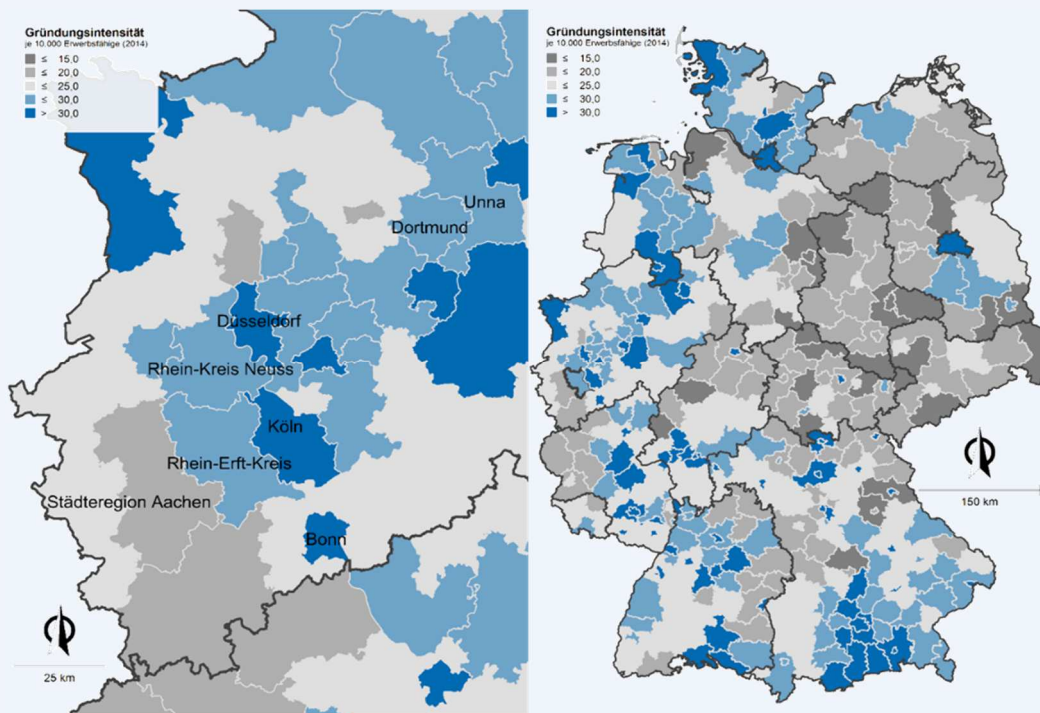 Gründungsintensität
je 10.000 Erwerbsfähige (2014)
≤ 15,0
≤ 20,0
≤ 25,0
≤ 30,0
> 30,0
Unna
Dortmund
Düsseldorf
Rhein-Kreis Neuss
Köln
Rhein-Erft-Kreis
Städteregion Aachen
Bonn
25 km
Gründungsintensität
je 10.000 Erwerbsfähige (2014)
≤ 15,0
≤ 20,0
≤ 25,0
≤ 30,0
> 30,0
150 km